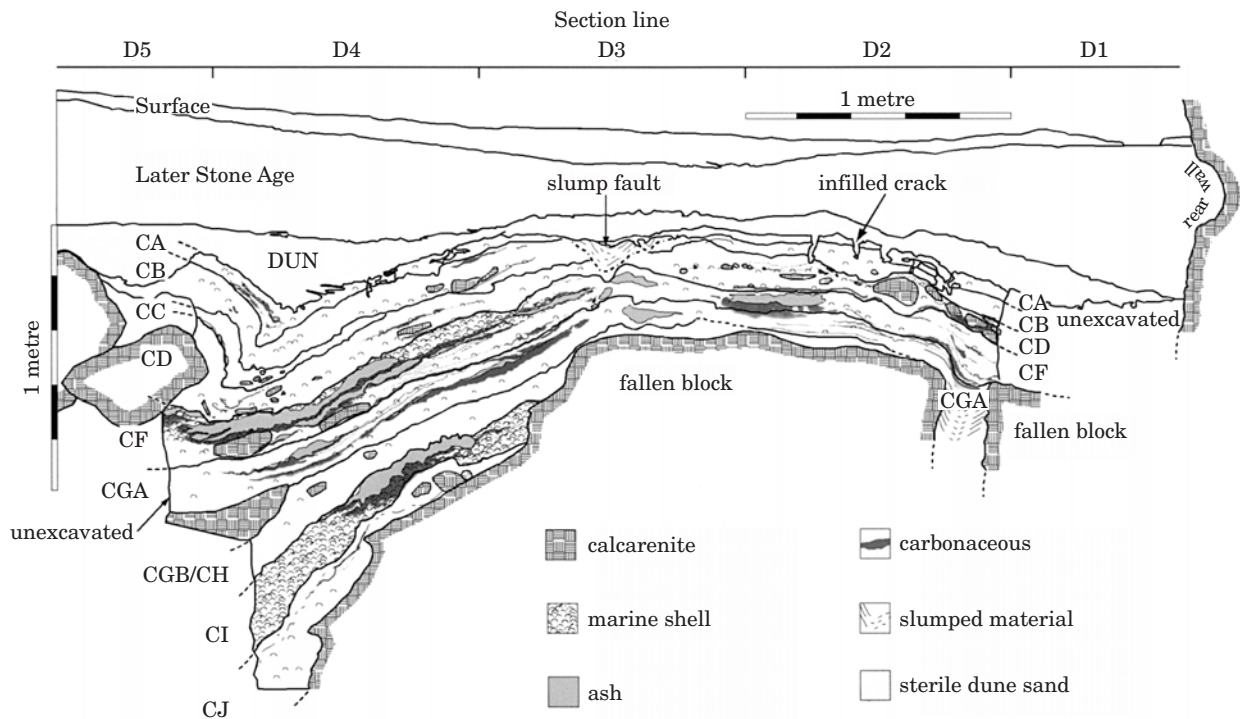 Section line
D5 D4 D3 D2 D1
Surface
1 metre
Later Stone Age
slump fault
infilled crack
rear wall
CA
CB
DUN
CC
CD
CF
CGA
unexcavated
CGB/CH
CI
CJ
1 metre
fallen block
CA
unexcavated
CB
CD
CF
CGA
fallen block
calcarenite
carbonaceous
marine shell
slumped material
ash
sterile dune sand